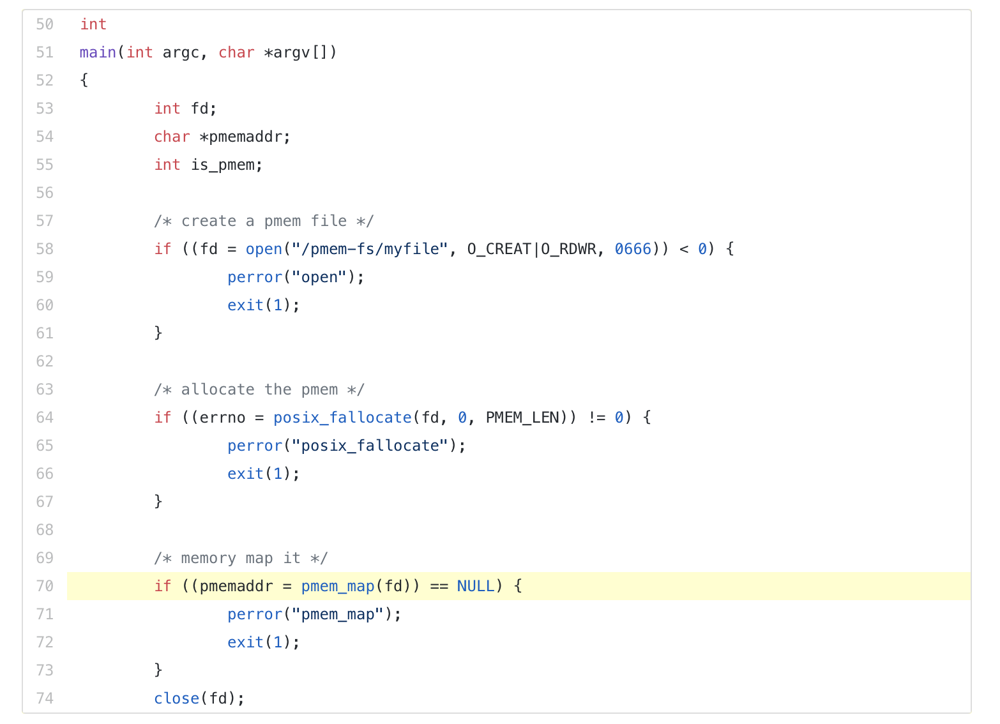 50 int
51 main(int argc, char *argv[])
52 {
53         int fd;
54         char *pmemaddr;
55         int is_pmem;
56
57         /* create a pmem file */
58         if ((fd = open("/pmem-fs/myfile", O_CREAT|O_RDWR, 0666)) < 0) {
59                 perror("open");
60                 exit(1);
61         }
62
63         /* allocate the pmem */
64         if ((errno = posix_fallocate(fd, 0, PMEM_LEN)) != 0) {
65                 perror("posix_fallocate");
66                 exit(1);
67         }
68
69         /* memory map it */
70         if ((pmemaddr = pmem_map(fd)) == NULL) {
71                 perror("pmem_map");
72                 exit(1);
73         }
74         close(fd);